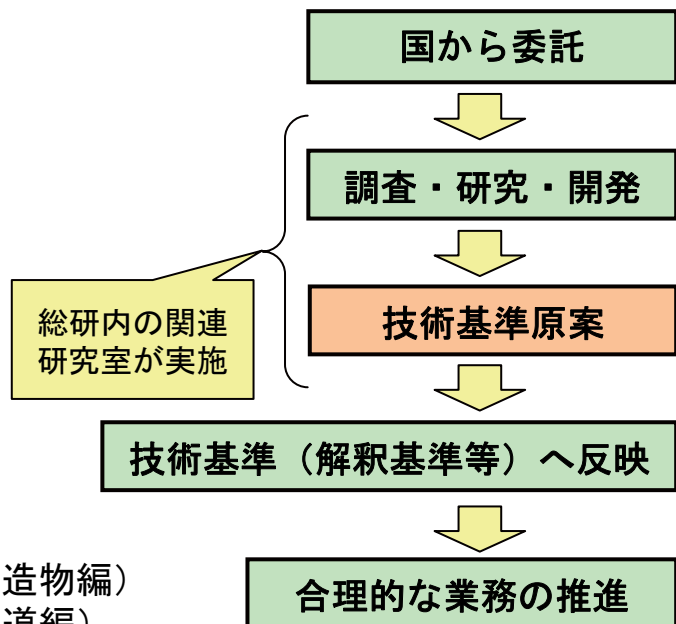 国から委託
調査・研究・開発
総研内の関連
研究室が実施
技術基準原案
技術基準（解釈基準等）へ反映
造物編）
道編）
合理的な業務の推進